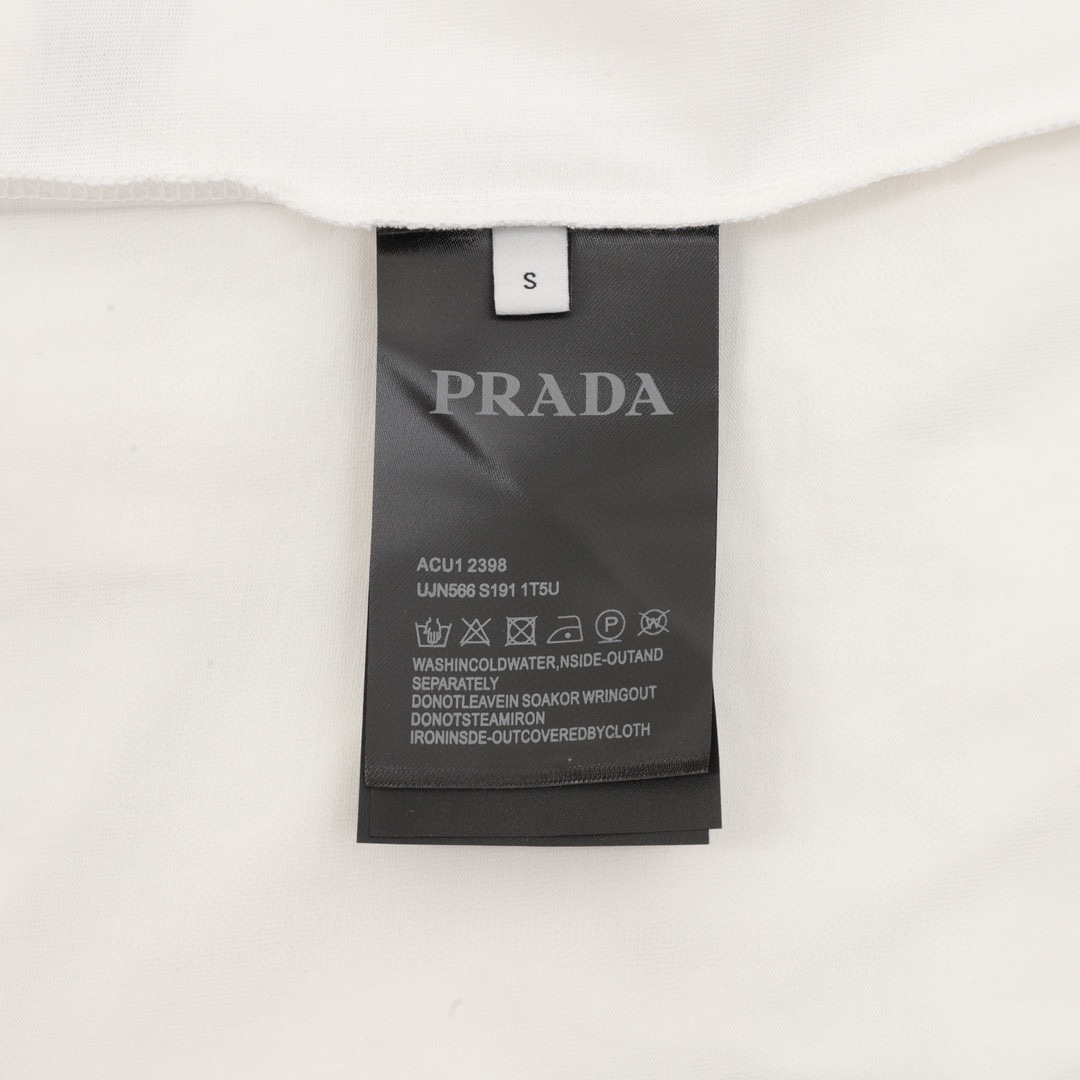 S
PRADA
ACU1 2398
UJN566 S191 1T5U
P
W
WASHINCOLDWATER,NSIDE-OUTAND
SEPARATELY
DONOTLEAVEIN SOAKOR WRINGOUT
DONOTSTEAMIRON
IRONINSDE-OUTCOVEREDBYCLOTH